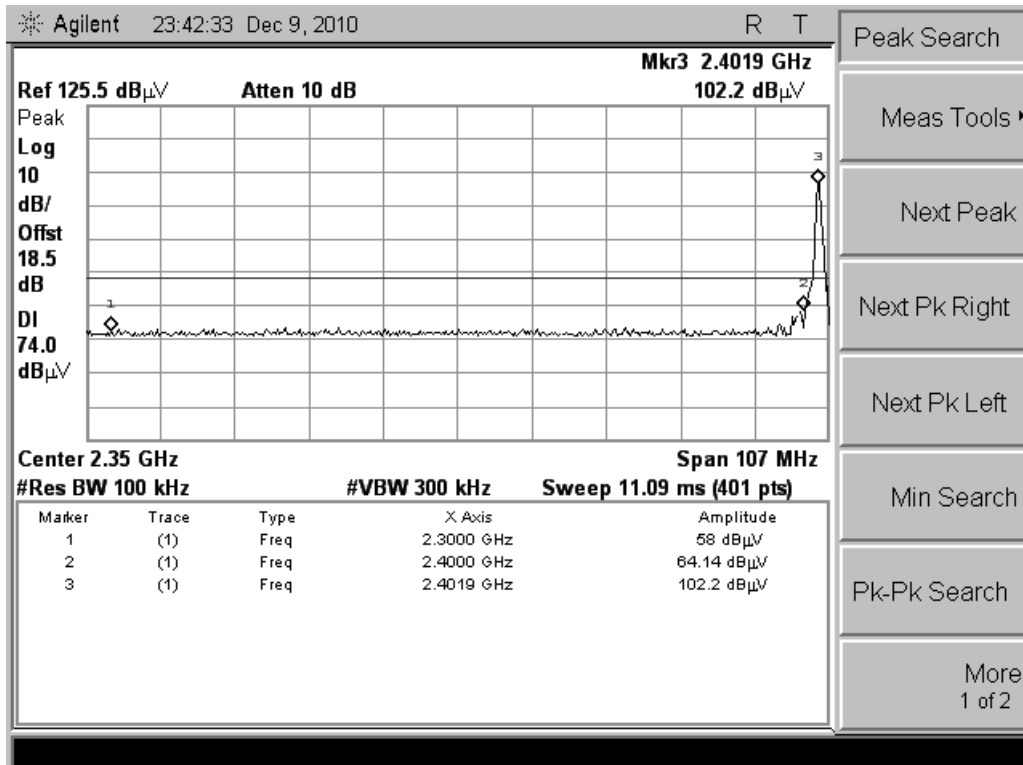 Agilent 23:42:33 Dec 9, 2010 R T
Mkr3 2.4019 GHz
Ref 125.5 dBµV Atten 10 dB 102.2 dBµV
Peak
Log
10
dB/
Offst
18.5
dB
DI
74.0
dBµV
3
2
1
Center 2.35 GHz Span 107 MHz
#Res BW 100 kHz #VBW 300 kHz Sweep 11.09 ms (401 pts)
Marker Trace Type X Axis Amplitude
1 (1) Freq 2.3000 GHz 58 dBµV
2 (1) Freq 2.4000 GHz 64.14 dBµV
3 (1) Freq 2.4019 GHz 102.2 dBµV
Peak Search
Meas Tools
Next Peak
Next Pk Right
Next Pk Left
Min Search
Pk-Pk Search
More
1 of 2